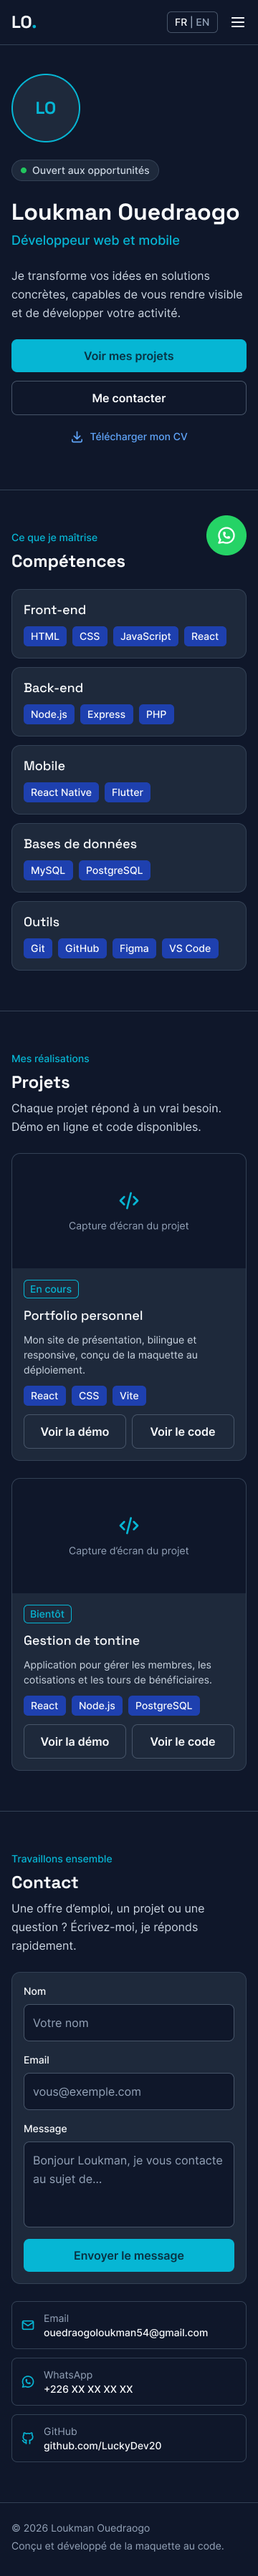 LO.
FR | EN
LO
Ouvert aux opportunités
Loukman Ouedraogo
Développeur web et mobile
Je transforme vos idées en solutions
concrètes, capables de vous rendre visible
et de développer votre activité.
Voir mes projets
Me contacter
Télécharger mon CV
Ce que je maîtrise
Compétences
Front-end
HTML CSS JavaScript React
Back-end
Node.js Express PHP
Mobile
React Native Flutter
Bases de données
MySQL PostgreSQL
Outils
Git GitHub Figma VS Code
Mes réalisations
Projets
Chaque projet répond à un vrai besoin.
Démo en ligne et code disponibles.
Capture d’écran du projet
En cours
Portfolio personnel
Mon site de présentation, bilingue et
responsive, conçu de la maquette au
déploiement.
React CSS Vite
Voir la démo Voir le code
Capture d’écran du projet
Bientôt
Gestion de tontine
Application pour gérer les membres, les
cotisations et les tours de bénéficiaires.
React Node.js PostgreSQL
Voir la démo Voir le code
Travaillons ensemble
Contact
Une offre d’emploi, un projet ou une
question ? Écrivez-moi, je réponds
rapidement.
Nom
Votre nom
Email
vous@exemple.com
Message
Bonjour Loukman, je vous contacte
au sujet de...
Envoyer le message
Email
ouedraogoloukman54@gmail.com
WhatsApp
+226 XX XX XX XX
GitHub
github.com/LuckyDev20
© 2026 Loukman Ouedraogo
Conçu et développé de la maquette au code.